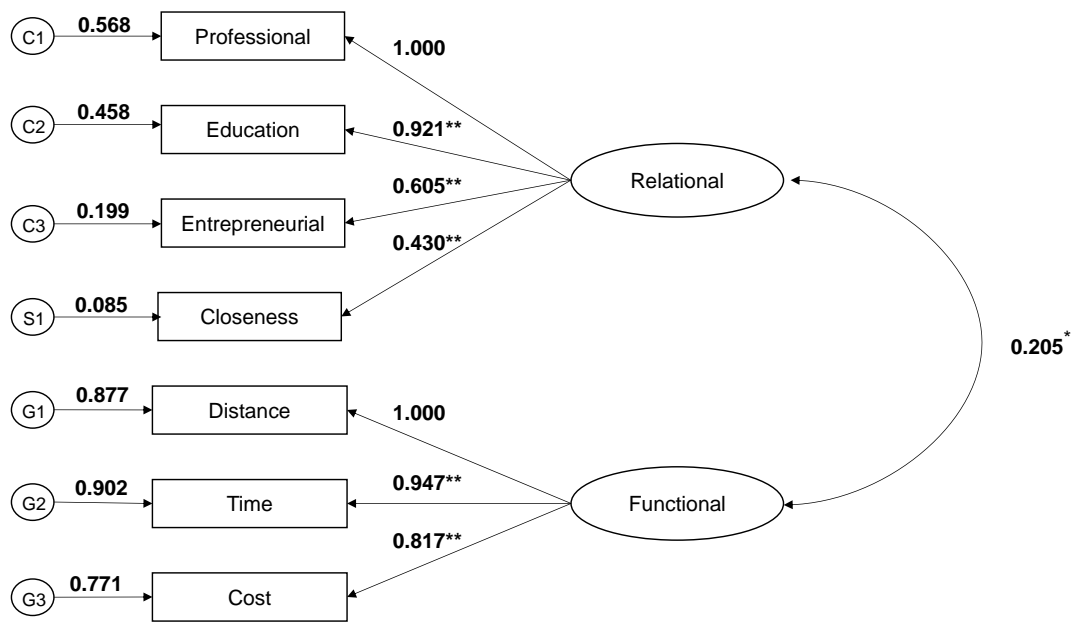 C1 0.568 Professional 1.000
C2 0.458 Education 0.921**
Relational
C3 0.199 Entrepreneurial 0.605**
0.430**
S1 0.085 Closeness
0.205*
G1 0.877 Distance 1.000
G2 0.902 Time 0.947**
Functional
0.817**
G3 0.771 Cost